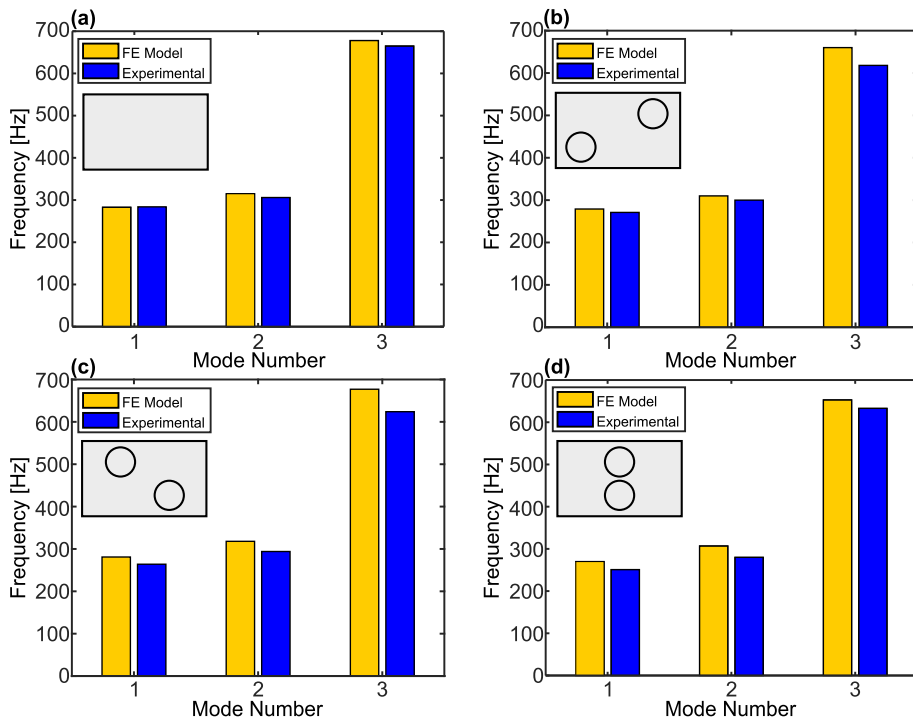 (a)
700
600
500
400
300
200
100
0
Frequency [Hz]
FE Model
Experimental
1
2
3
Mode Number
(b)
700
600
500
400
300
200
100
0
Frequency [Hz]
FE Model
Experimental
1
2
3
Mode Number
(c)
700
600
500
400
300
200
100
0
Frequency [Hz]
FE Model
Experimental
1
2
3
Mode Number
(d)
700
600
500
400
300
200
100
0
Frequency [Hz]
FE Model
Experimental
1
2
3
Mode Number